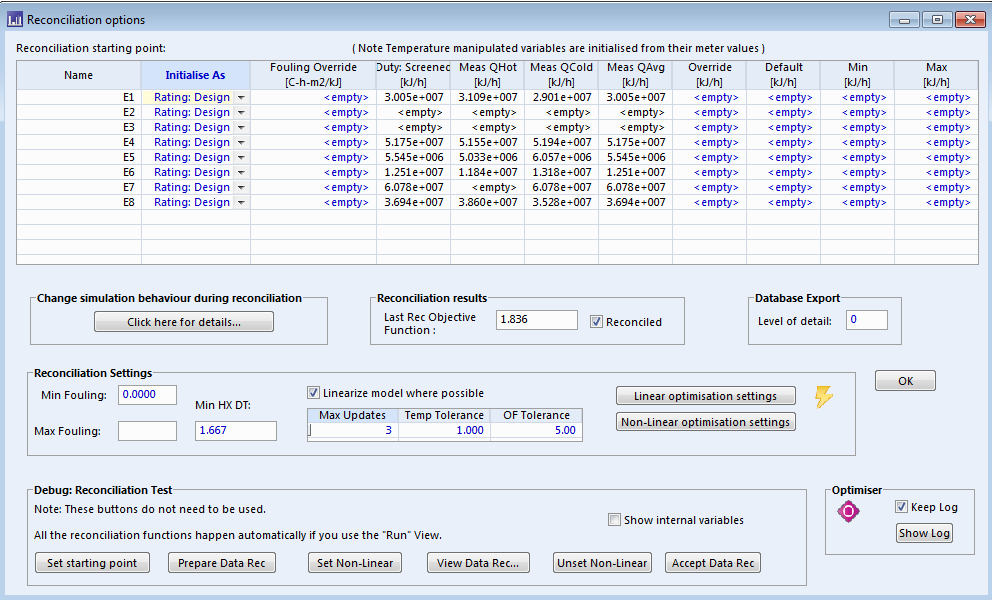 Reconciliation options
Reconciliation starting point: ( Note Temperature manipulated variables are initialised from their meter values )
Name Initialise As Fouling Override [C-h-m2/kJ] Duty: Screened [kJ/h] Meas QHot [kJ/h] Meas QCold [kJ/h] Meas QAvg [kJ/h] Override [kJ/h] Default [kJ/h] Min [kJ/h] Max [kJ/h]
E1 Rating: Design <empty> 3.005e+007 3.109e+007 2.901e+007 3.005e+007 <empty> <empty> <empty> <empty>
E2 Rating: Design <empty> <empty> <empty> <empty> <empty> <empty> <empty> <empty> <empty>
E3 Rating: Design <empty> <empty> <empty> <empty> <empty> <empty> <empty> <empty> <empty>
E4 Rating: Design <empty> 5.175e+007 5.155e+007 5.194e+007 5.175e+007 <empty> <empty> <empty> <empty>
E5 Rating: Design <empty> 5.545e+006 5.033e+006 6.057e+006 5.545e+006 <empty> <empty> <empty> <empty>
E6 Rating: Design <empty> 1.251e+007 1.184e+007 1.318e+007 1.251e+007 <empty> <empty> <empty> <empty>
E7 Rating: Design <empty> 6.078e+007 <empty> 6.078e+007 6.078e+007 <empty> <empty> <empty> <empty>
E8 Rating: Design <empty> 3.694e+007 3.860e+007 3.528e+007 3.694e+007 <empty> <empty> <empty> <empty>
Change simulation behaviour during reconciliation
Click here for details...
Reconciliation results
Last Rec Objective
Function :
1.836
Reconciled
Database Export
Level of detail: 0
Reconciliation Settings
Min Fouling: 0.0000
Max Fouling:
Min HX DT:
1.667
Linearize model where possible
Max Updates Temp Tolerance OF Tolerance
3 1.000 5.00
Linear optimisation settings
Non-Linear optimisation settings
OK
Debug: Reconciliation Test
Note: These buttons do not need to be used.
All the reconciliation functions happen automatically if you use the "Run" View.
Show internal variables
Set starting point Prepare Data Rec Set Non-Linear View Data Rec... Unset Non-Linear Accept Data Rec
Optimiser
Keep Log
Show Log